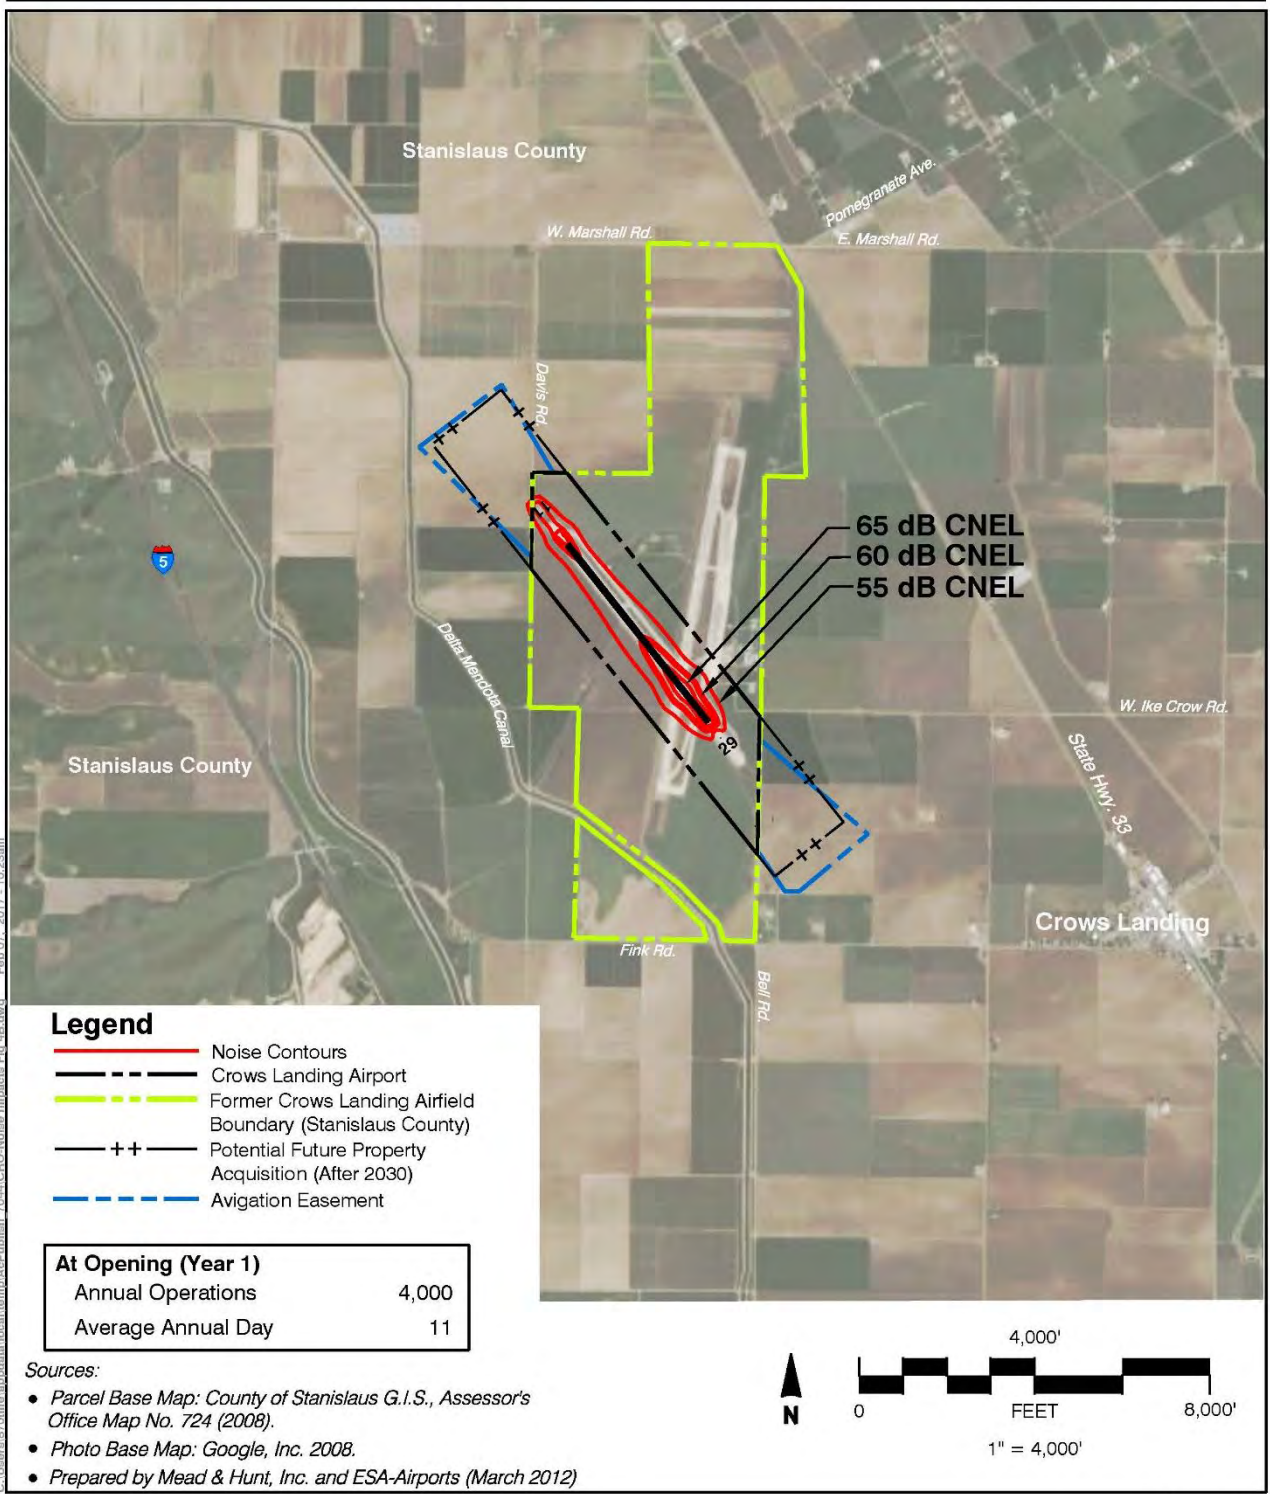 Stanislaus County
Pomegranate Ave.
W. Marshall Rd.
E. Marshall Rd.
Davis Rd.
65 dB CNEL
60 dB CNEL
55 dB CNEL
5
Delta Mendota Canal
W. Ike Crow Rd.
29
State Hwy. 33
Stanislaus County
Crows Landing
Fink Rd.
Bell Rd.
Legend
Noise Contours
Crows Landing Airport
Former Crows Landing Airfield
Boundary (Stanislaus County)
Potential Future Property
Acquisition (After 2030)
Avigation Easement
At Opening (Year 1)
Annual Operations 4,000
Average Annual Day 11
Sources:
• Parcel Base Map: County of Stanislaus G.I.S., Assessor's
Office Map No. 724 (2008).
• Photo Base Map: Google, Inc. 2008.
• Prepared by Mead & Hunt, Inc. and ESA-Airports (March 2012)
N
4,000'
0 FEET 8,000'
1" = 4,000'